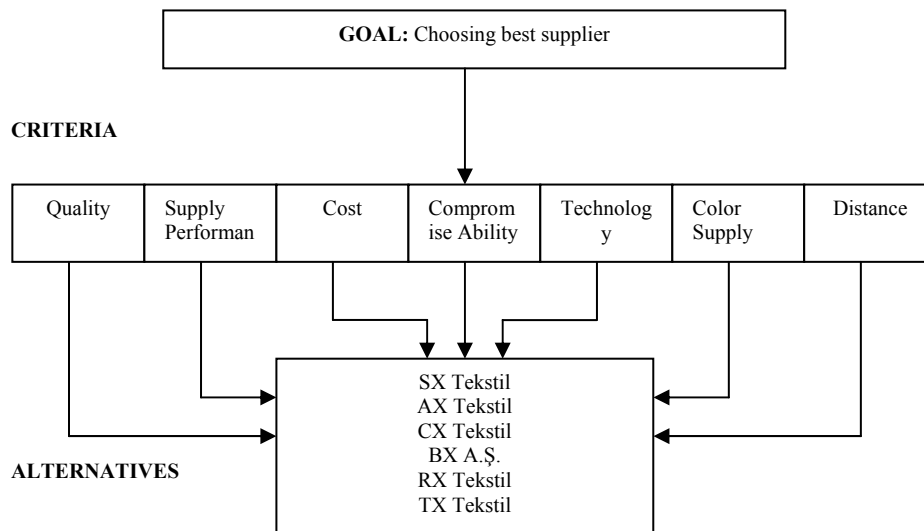 GOAL: Choosing best supplier
CRITERIA
Quality
Supply
Performan
Cost
Comprom
ise Ability
Technolog
y
Color
Supply
Distance
SX Tekstil
AX Tekstil
CX Tekstil
BX A.Ş.
RX Tekstil
TX Tekstil
ALTERNATIVES